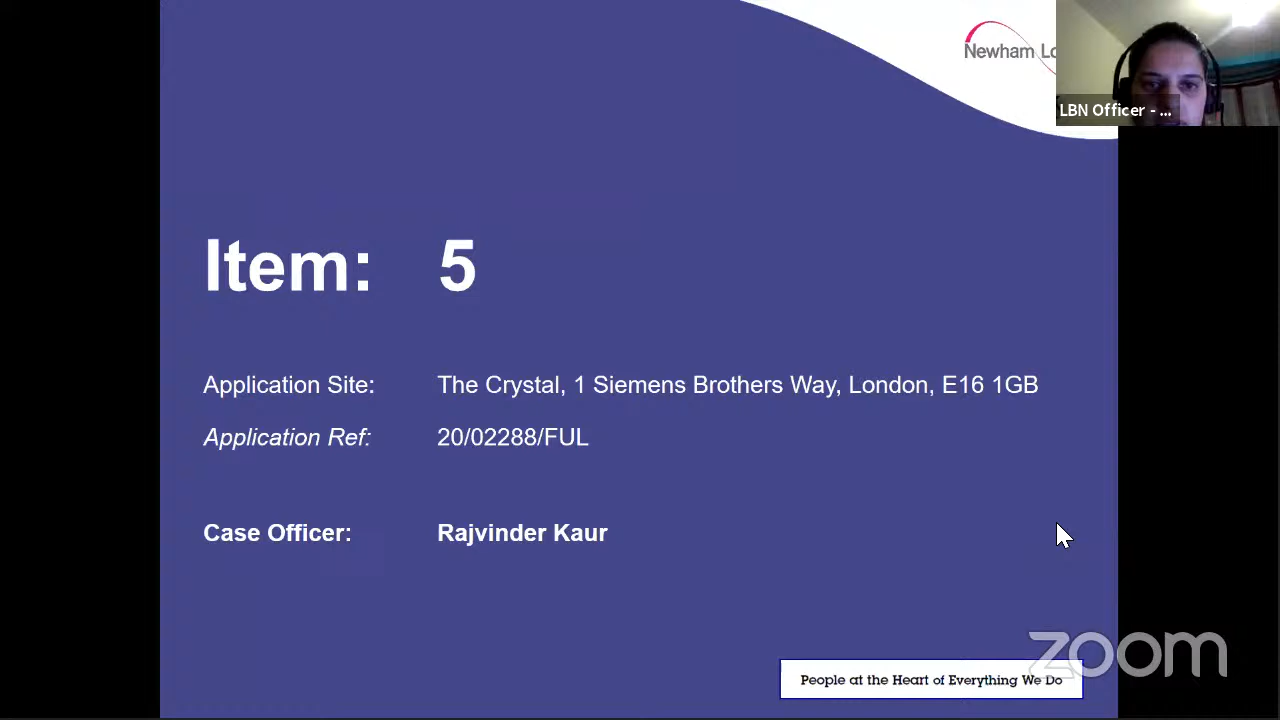 Newham Lo
LBN Officer - ...
Item: 5
Application Site: The Crystal, 1 Siemens Brothers Way, London, E16 1GB
Application Ref: 20/02288/FUL
Case Officer: Rajvinder Kaur
zoom
People at the Heart of Everything We Do